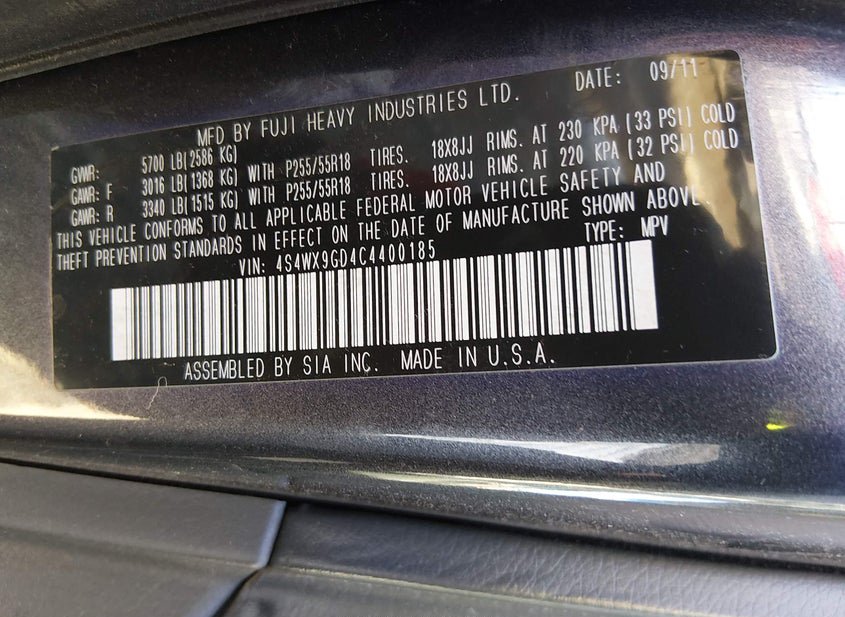 MFD BY FUJI HEAVY INDUSTRIES LTD. DATE: 09/11
GVWR: 5700 LB(2586 KG)
GAWR: F 3016 LB(1368 KG) WITH P255/55R18 TIRES. 18X8JJ RIMS. AT 230 KPA (33 PSI) COLD
GAWR: R 3340 LB(1515 KG) WITH P255/55R18 TIRES. 18X8JJ RIMS. AT 220 KPA (32 PSI) COLD
THIS VEHICLE CONFORMS TO ALL APPLICABLE FEDERAL MOTOR VEHICLE SAFETY AND
THEFT PREVENTION STANDARDS IN EFFECT ON THE DATE OF MANUFACTURE SHOWN ABOVE.
VIN: 4S4WX9GD4C4400185 TYPE: MPV
ASSEMBLED BY SIA INC. MADE IN U.S.A.